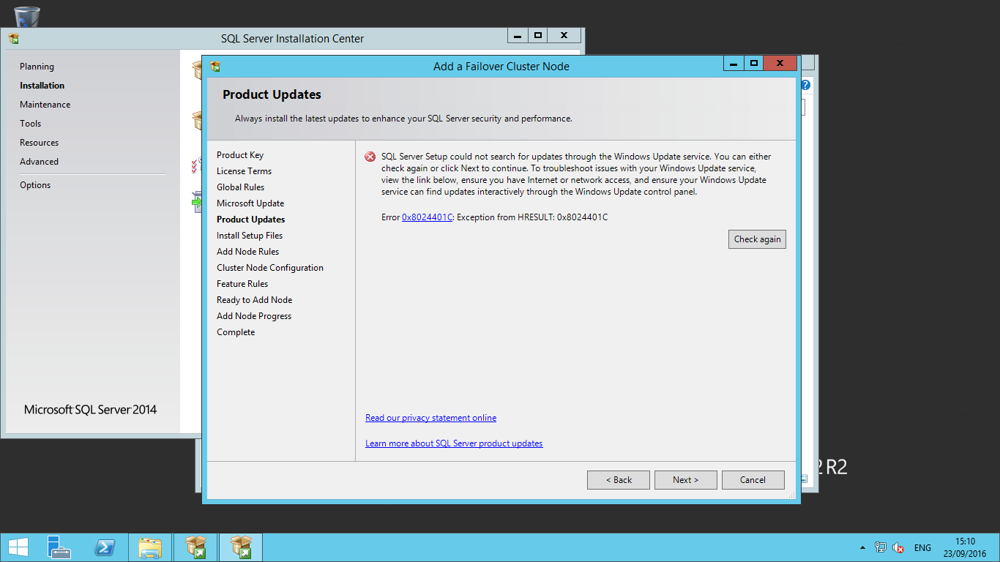 SQL Server Installation Center
Planning
Installation
Maintenance
Tools
Resources
Advanced
Options
Microsoft SQL Server 2014
Add a Failover Cluster Node
Product Updates
Always install the latest updates to enhance your SQL Server security and performance.
Product Key
License Terms
Global Rules
Microsoft Update
Product Updates
Install Setup Files
Add Node Rules
Cluster Node Configuration
Feature Rules
Ready to Add Node
Add Node Progress
Complete
SQL Server Setup could not search for updates through the Windows Update service. You can either
check again or click Next to continue. To troubleshoot issues with your Windows Update service,
view the link below, ensure you have Internet or network access, and ensure your Windows Update
service can find updates interactively through the Windows Update control panel.
Error 0x8024401C: Exception from HRESULT: 0x8024401C
Check again
Read our privacy statement online
Learn more about SQL Server product updates
< Back
Next >
Cancel
2 R2
ENG
15:10
23/09/2016